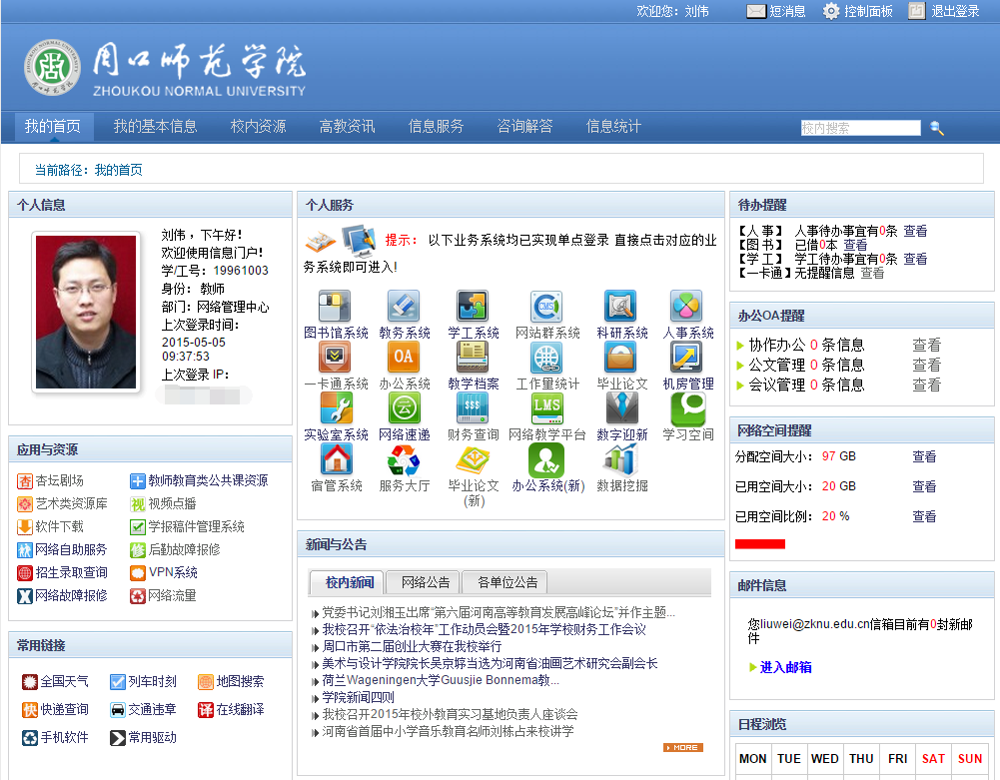 欢迎您：刘伟
短消息
控制面板
退出登录
周口师范学院
ZHOUKOU NORMAL UNIVERSITY
我的首页
我的基本信息
校内资源
高教资讯
信息服务
咨询解答
信息统计
校内搜索
当前路径：我的首页
个人信息
刘伟，下午好！
欢迎使用信息门户！
学/工号：19961003
身份：教师
部门：网络管理中心
上次登录时间：
2015-05-05
09:37:53
上次登录 IP：
应用与资源
杏坛剧场
教师教育类公共课资源
艺术类资源库
视频点播
软件下载
学报稿件管理系统
网络自助服务
后勤故障报修
招生录取查询
VPN系统
网络故障报修
网络流量
常用链接
全国天气
列车时刻
地图搜索
快递查询
交通违章
在线翻译
手机软件
常用驱动
个人服务
提示： 以下业务系统均已实现单点登录 直接点击对应的业
务系统即可进入！
图书馆系统
教务系统
学工系统
网站群系统
科研系统
人事系统
一卡通系统
办公系统
教学档案
工作量统计
毕业论文
机房管理
实验室系统
网络速递
财务查询
网络教学平台
数字迎新
学习空间
宿管系统
服务大厅
毕业论文
(新)
办公系统(新)
数据挖掘
新闻与公告
校内新闻
网络公告
各单位公告
党委书记刘湘玉出席“第六届河南高等教育发展高峰论坛”并作主题...
我校召开“依法治校年”工作动员会暨2015年学校财务工作会议
周口市第二届创业大赛在我校举行
美术与设计学院院长吴京埠当选为河南省油画艺术研究会副会长
荷兰Wageningen大学Guusjie Bonnema教...
学院新闻四则
我校召开2015年校外教育实习基地负责人座谈会
河南省首届中小学音乐教育名师刘栋占来校讲学
MORE
待办提醒
【人 事】 人事待办事宜有0条 查看
【图 书】 已借0本 查看
【学 工】 学工待办事宜有0条 查看
【一卡通】无提醒信息 查看
办公OA提醒
协作办公 0 条信息 查看
公文管理 0 条信息 查看
会议管理 0 条信息 查看
网络空间提醒
分配空间大小： 97 GB 查看
已用空间大小： 20 GB 查看
已用空间比例： 20 % 查看
邮件信息
您liuwei@zknu.edu.cn信箱目前有0封新邮
件
进入邮箱
日程浏览
MON TUE WED THU FRI SAT SUN